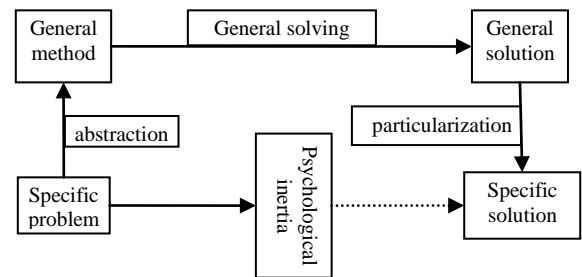 General
method
General solving
General
solution
abstraction
particularization
Specific
problem
Psychological
inertia
Specific
solution